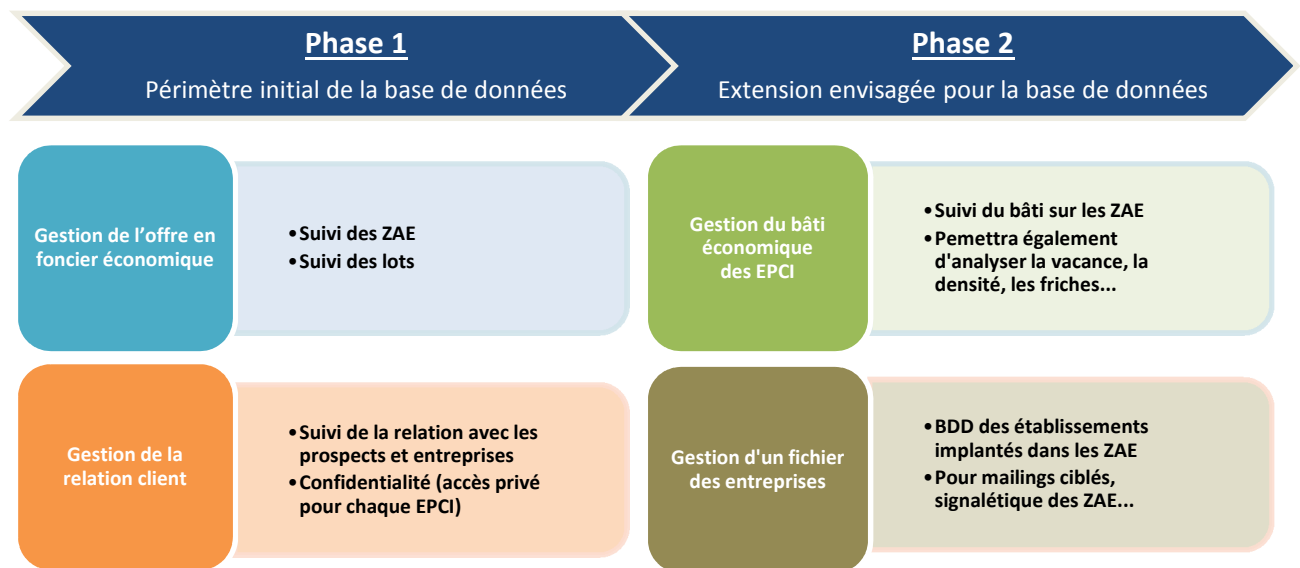 Phase 1
Périmètre initial de la base de données
Phase 2
Extension envisagée pour la base de données
Gestion de l'offre en
foncier économique
•Suivi des ZAE
•Suivi des lots
Gestion du bâti
économique
des EPCI
•Suivi du bâti sur les ZAE
•Pemettra également
d'analyser la vacance, la
densité, les friches...
Gestion de la
relation client
•Suivi de la relation avec les
prospects et entreprises
•Confidentialité (accès privé
pour chaque EPCI)
Gestion d'un fichier
des entreprises
•BDD des établissements
implantés dans les ZAE
•Pour mailings ciblés,
signalétique des ZAE...